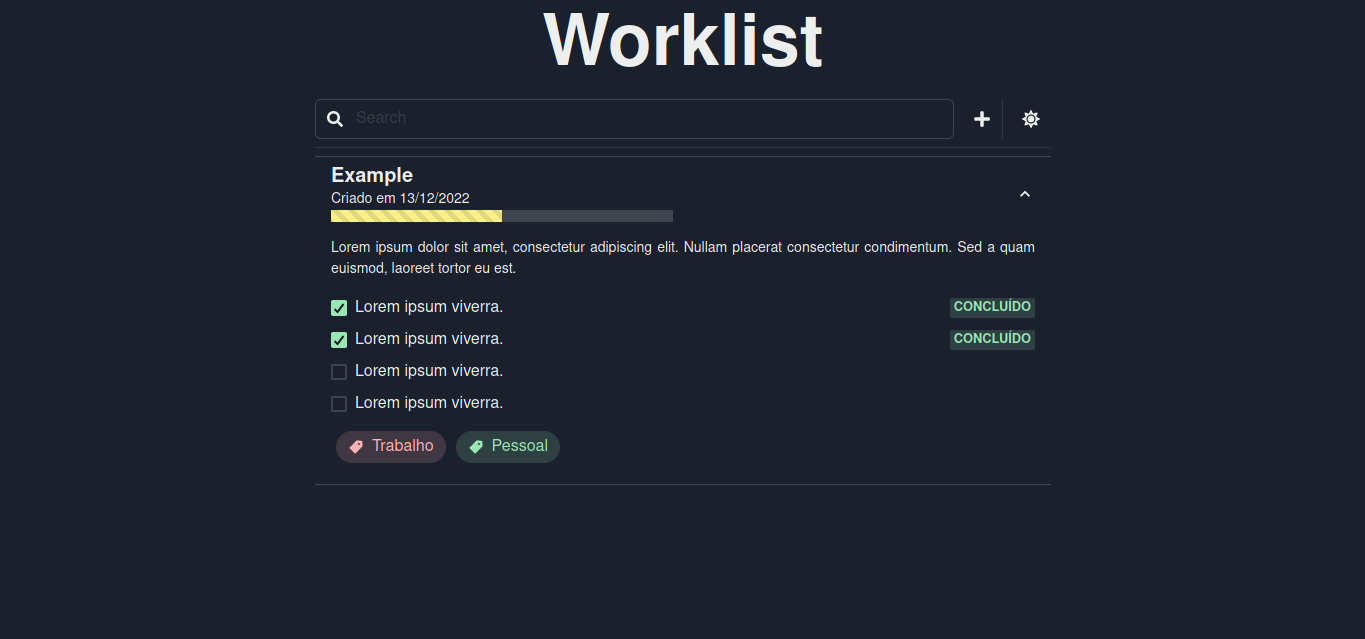 Worklist
Search
Example
Criado em 13/12/2022
Lorem ipsum dolor sit amet, consectetur adipiscing elit. Nullam placerat consectetur condimentum. Sed a quam
euismod, laoreet tortor eu est.
Lorem ipsum viverra. CONCLUÍDO
Lorem ipsum viverra. CONCLUÍDO
Lorem ipsum viverra.
Lorem ipsum viverra.
Trabalho Pessoal